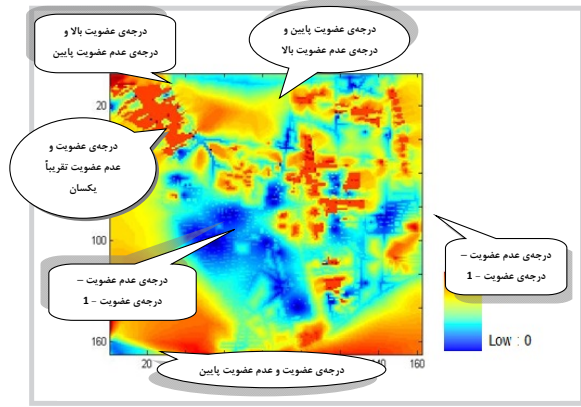 درجه‌ی عضویت بالا و
درجه‌ی عدم عضویت پایین
درجه‌ی عضویت پایین و
درجه‌ی عدم عضویت بالا
20
درجه‌ی عضویت و
عدم عضویت تقریباً
یکسان
100
درجه‌ی عدم عضویت –
درجه‌ی عضویت - 1
درجه‌ی عدم عضویت –
درجه‌ی عضویت - 1
Low : 0
160
درجه‌ی عضویت و عدم عضویت پایین
20
140
160